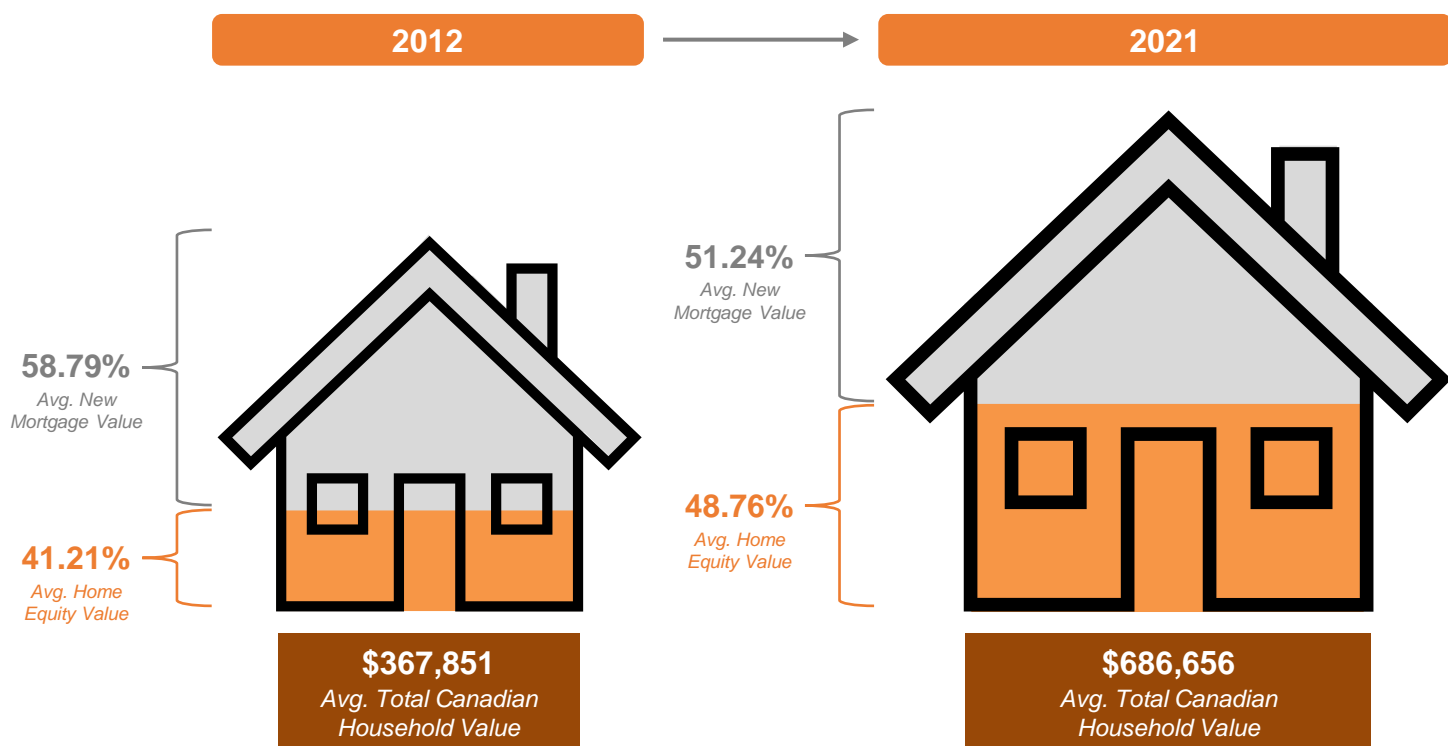 2012
2021
58.79%
Avg. New
Mortgage Value
41.21%
Avg. Home
Equity Value
$367,851
Avg. Total Canadian
Household Value
51.24%
Avg. New
Mortgage Value
48.76%
Avg. Home
Equity Value
$686,656
Avg. Total Canadian
Household Value